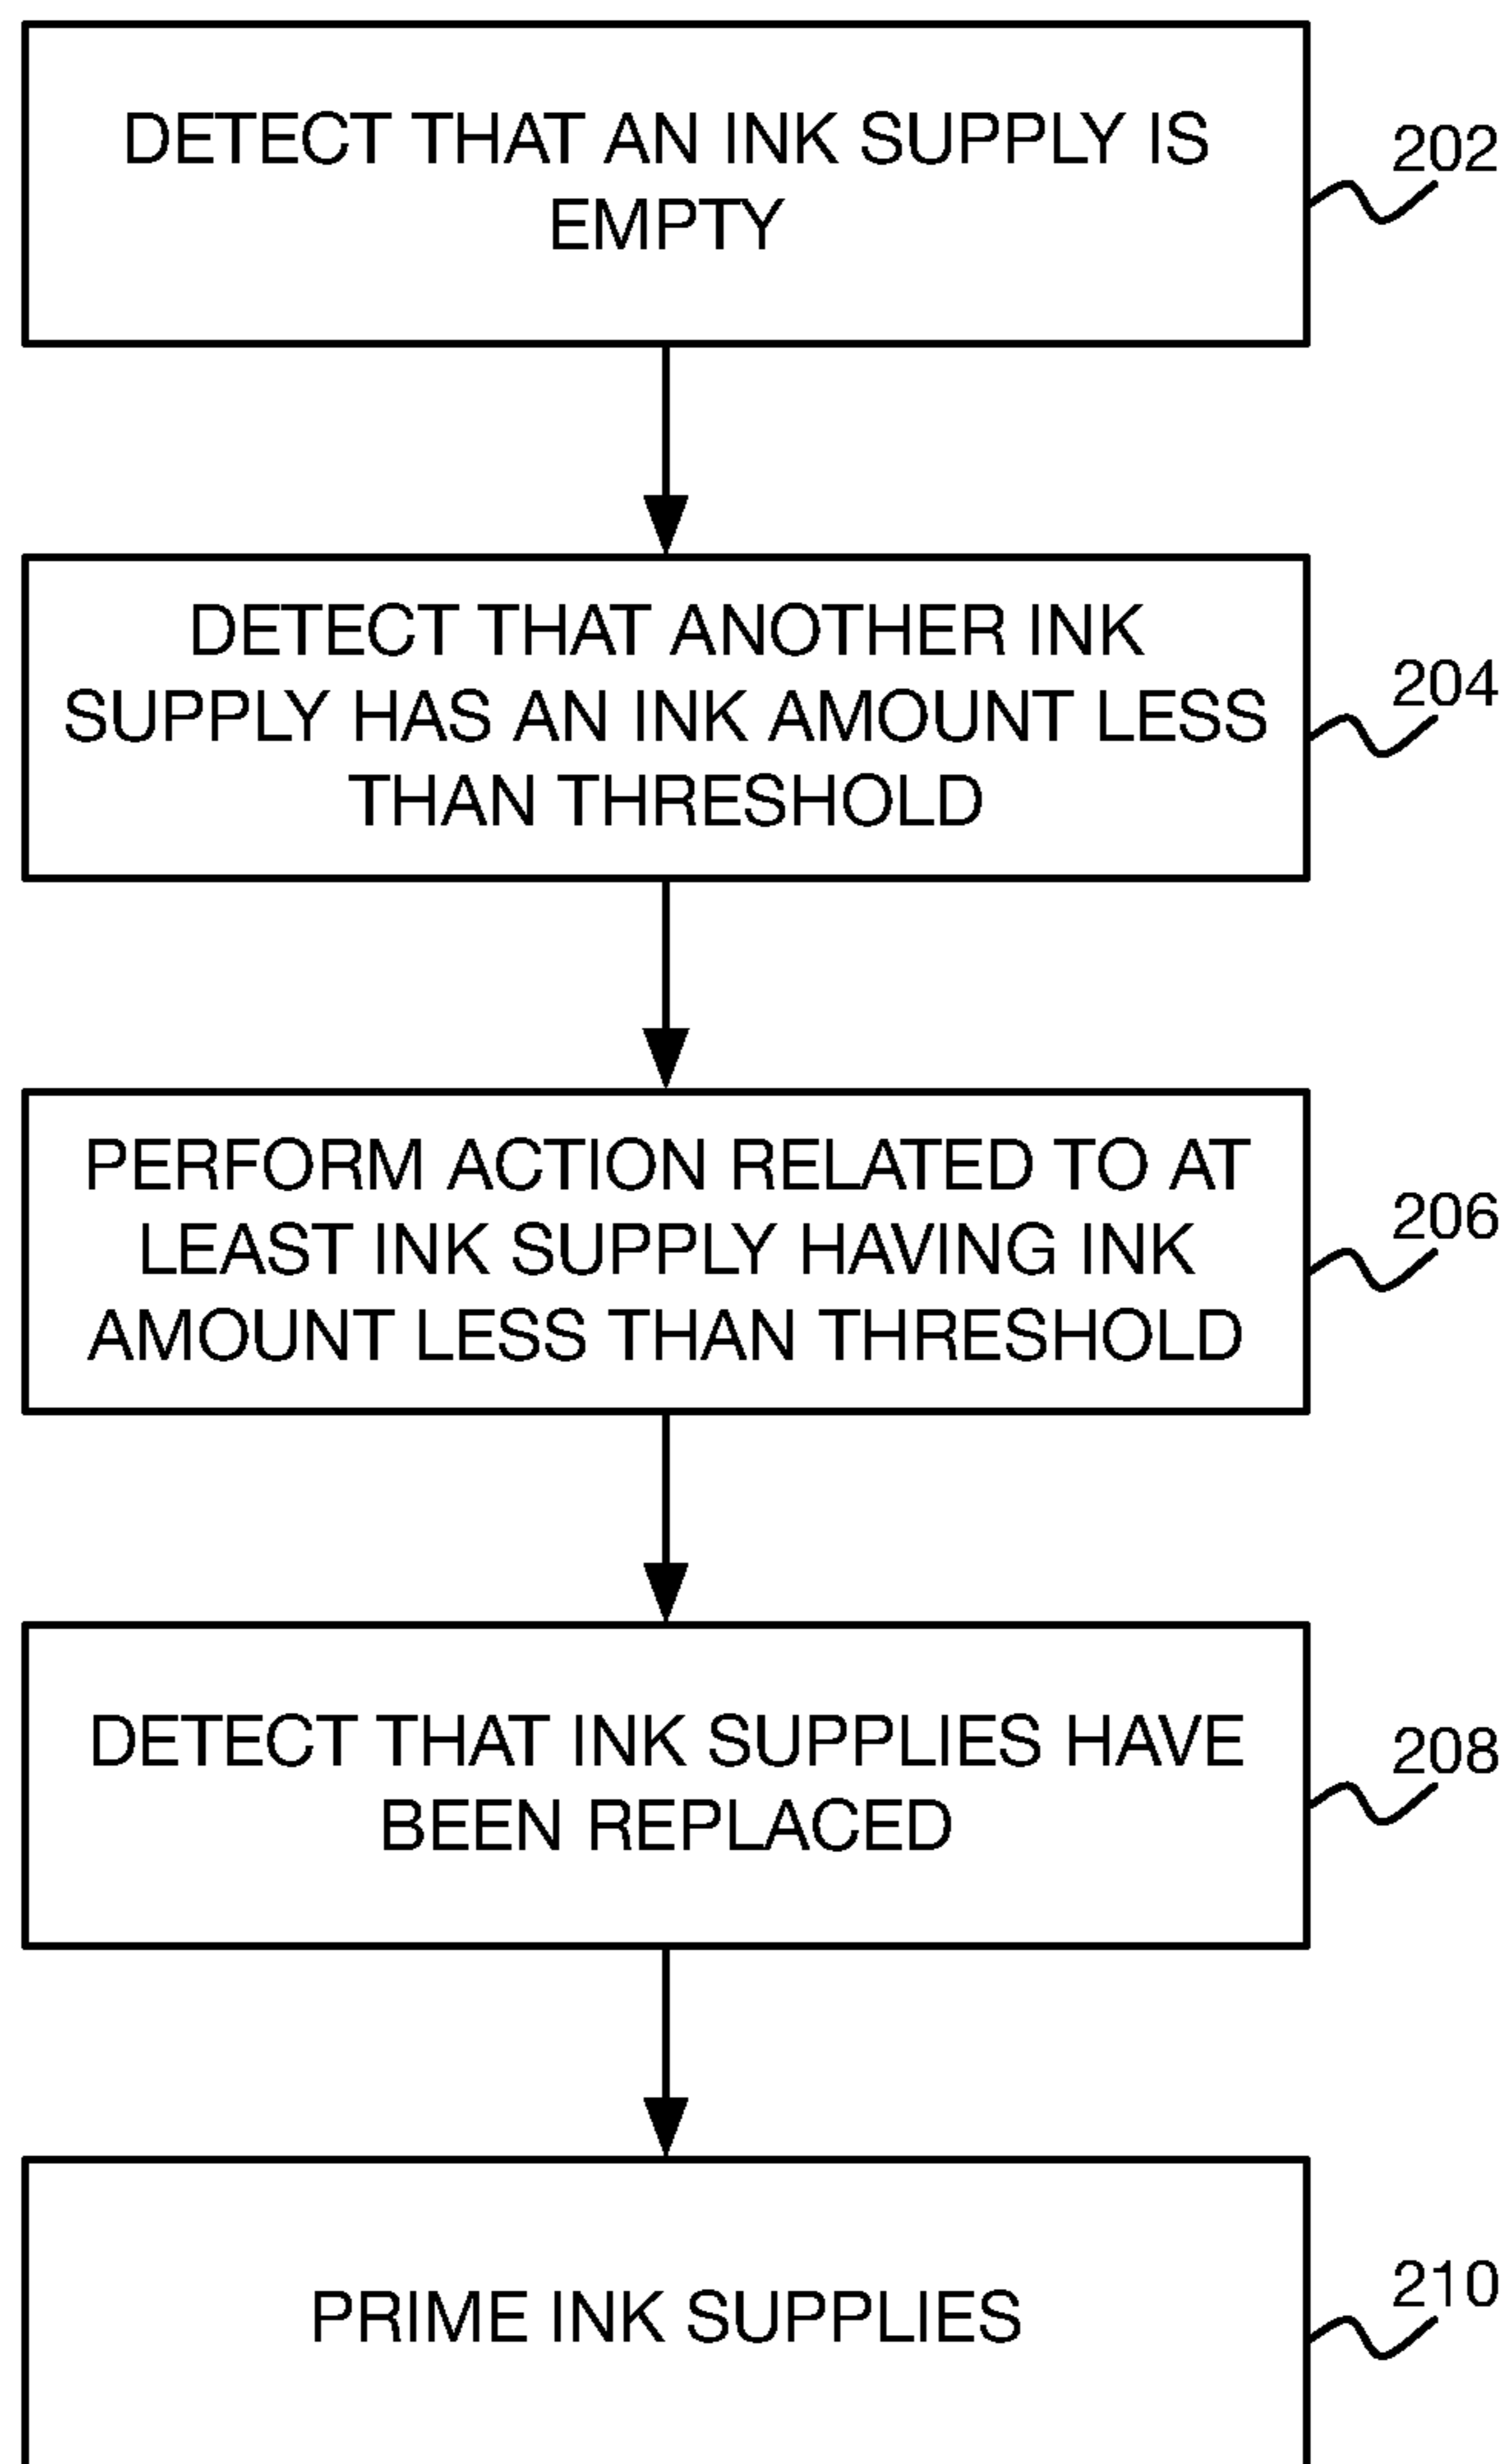 DETECT THAT AN INK SUPPLY IS
EMPTY
202
DETECT THAT ANOTHER INK
SUPPLY HAS AN INK AMOUNT LESS
THAN THRESHOLD
204
PERFORM ACTION RELATED TO AT
LEAST INK SUPPLY HAVING INK
AMOUNT LESS THAN THRESHOLD
206
DETECT THAT INK SUPPLIES HAVE
BEEN REPLACED
208
PRIME INK SUPPLIES
210